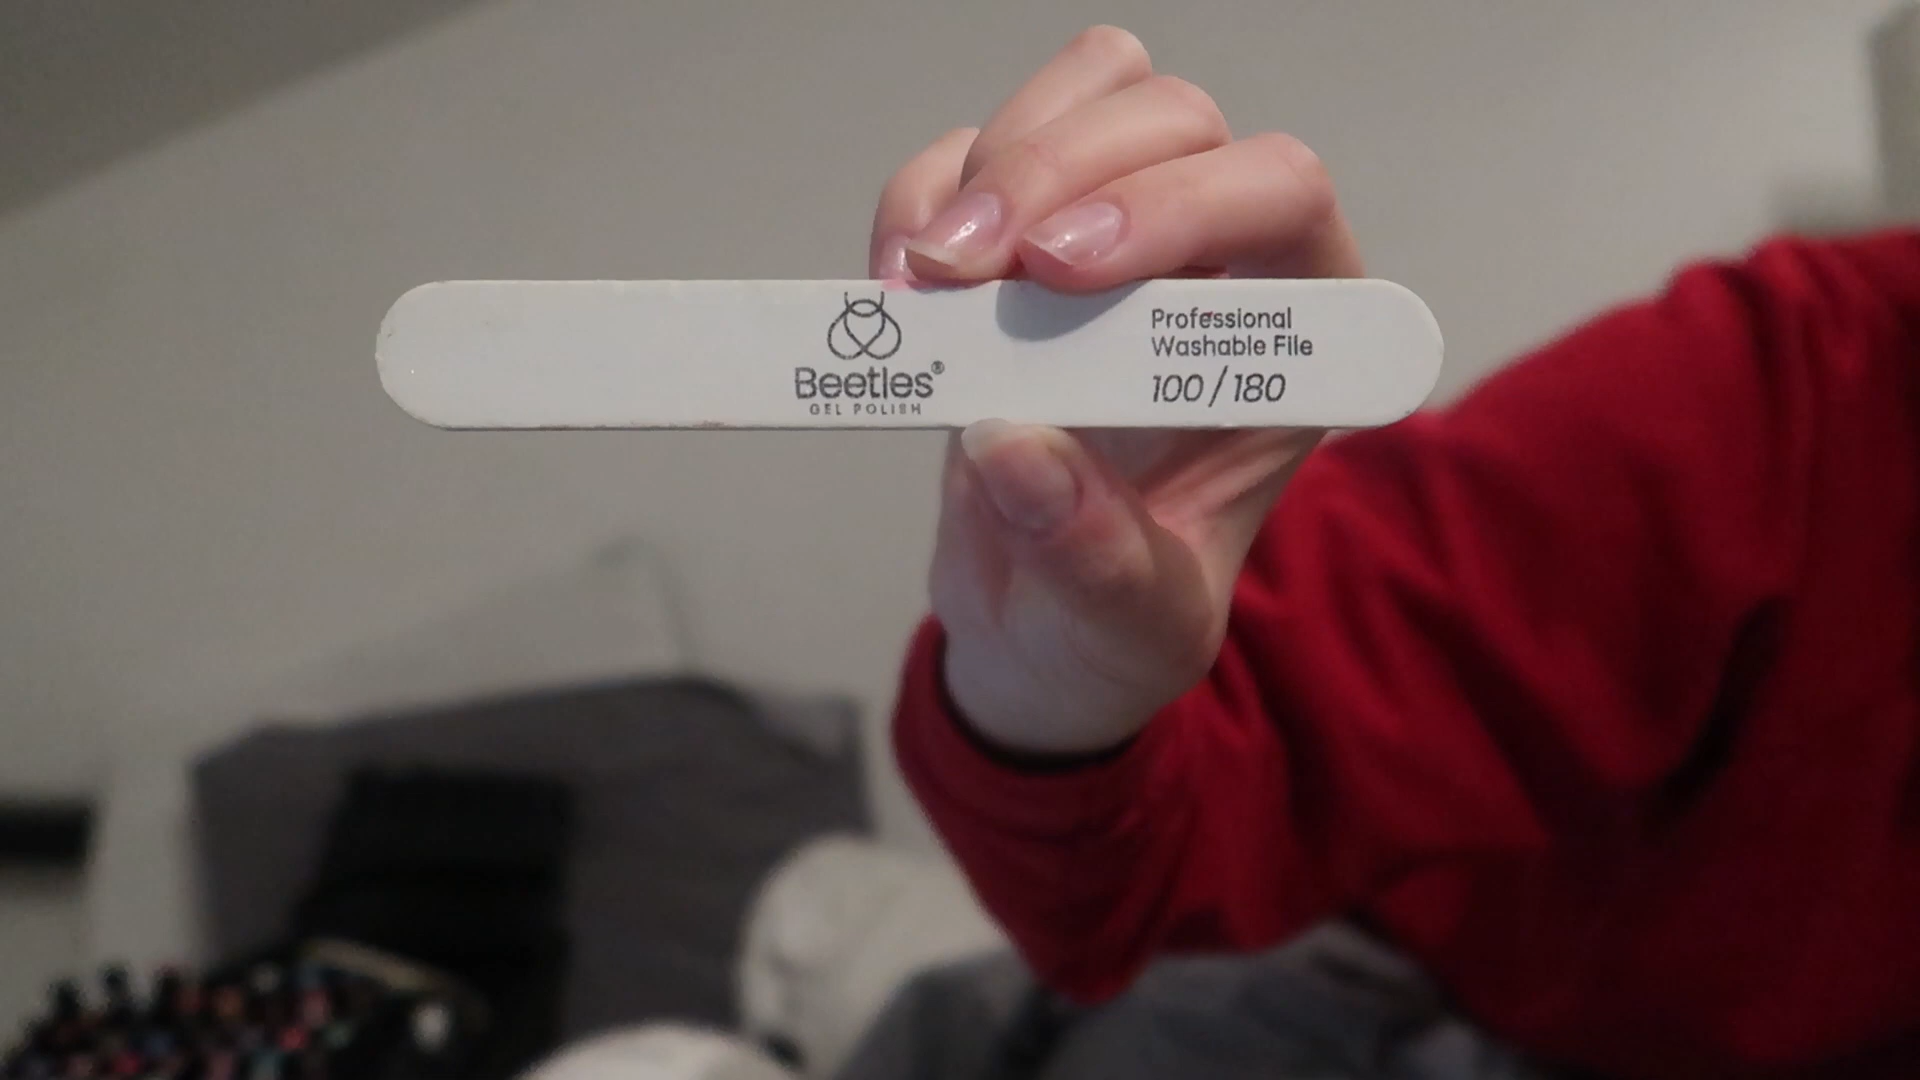 Beetles®
GEL POLISH
Professional
Washable File
100/180